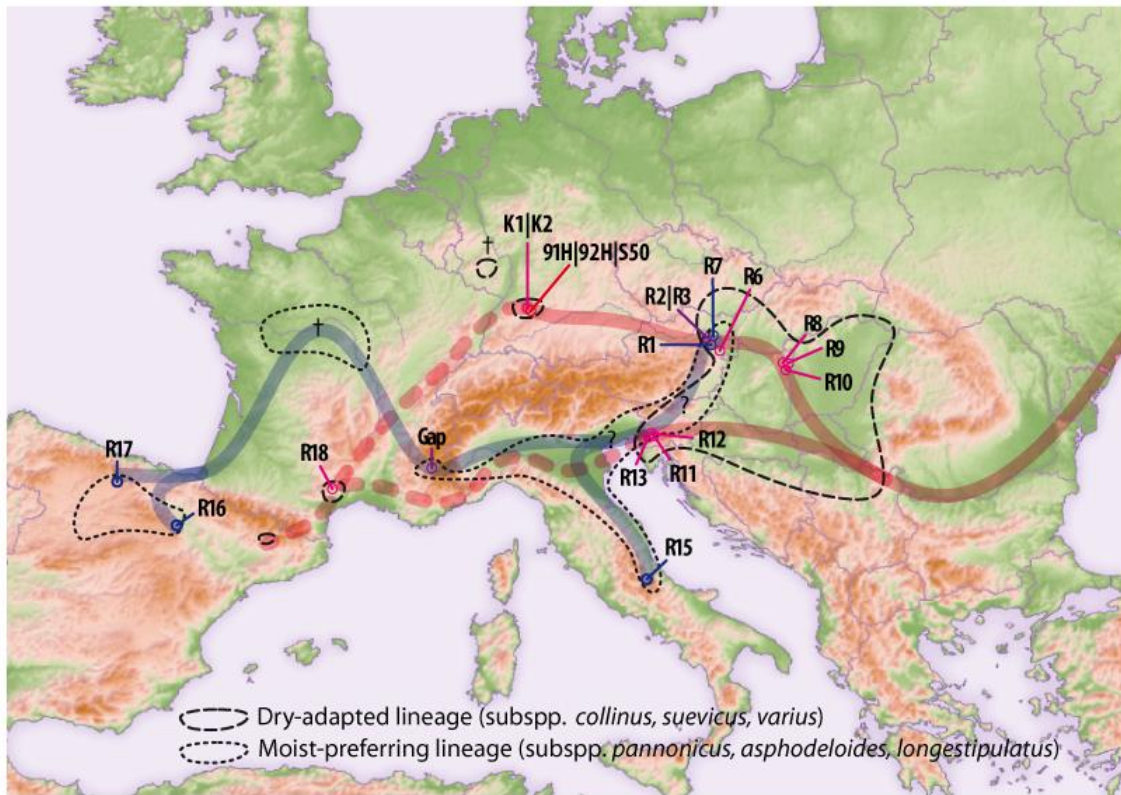 †
K1|K2
91H|92H|S50
R7
R6
R2|R3
R1
R8
R9
R10
†
?
?
Gap
R12
R13
R11
R17
R18
R16
R15
Dry-adapted lineage (subspp. collinus, suevicus, varius)
Moist-preferring lineage (subspp. pannonicus, asphodeloides, longestipulatus)